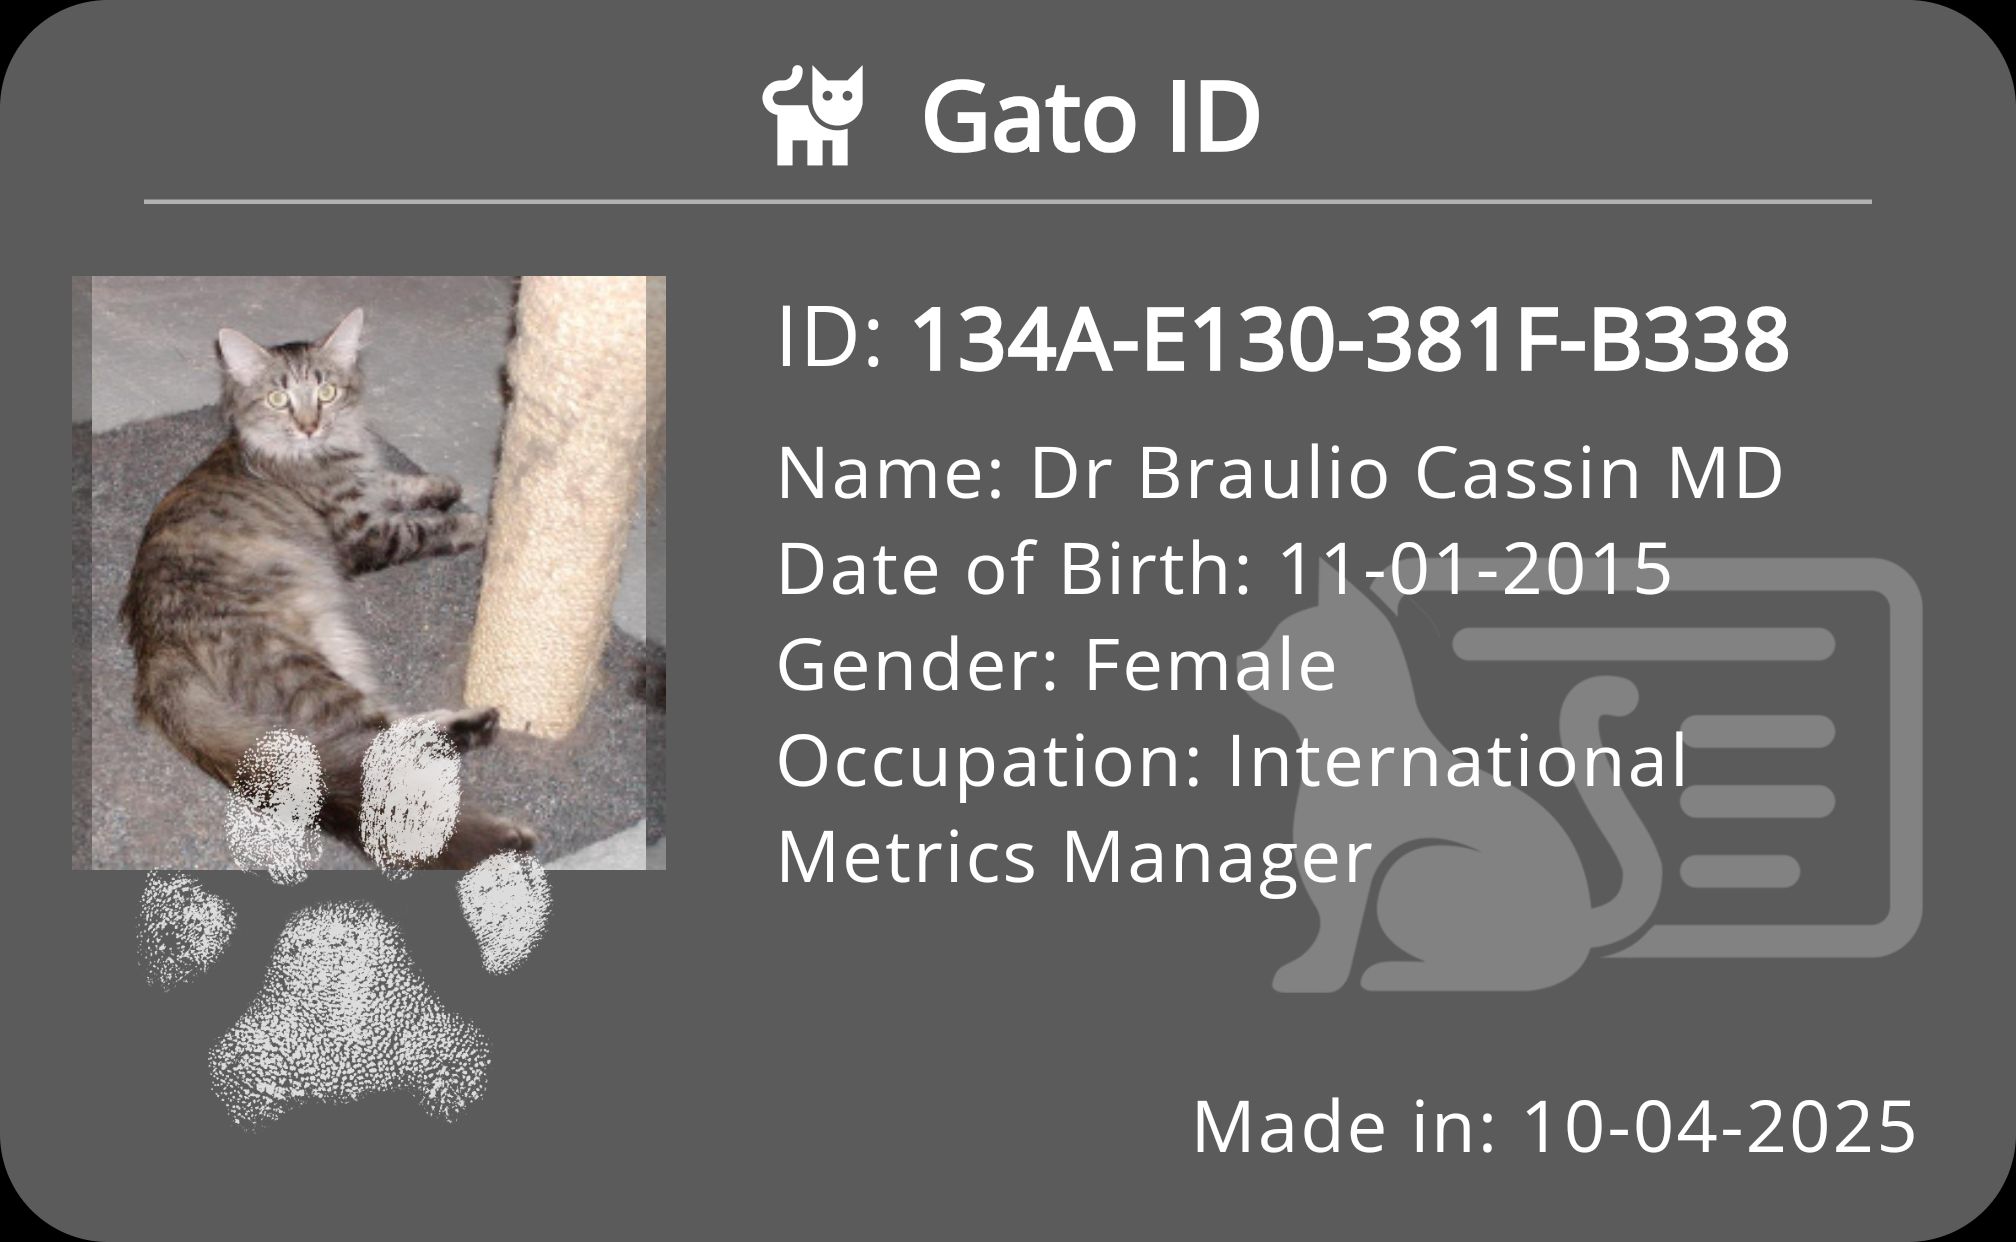 Gato ID
ID: 134A-E130-381F-B338
Name: Dr Braulio Cassin MD
Date of Birth: 11-01-2015
Gender: Female
Occupation: International
Metrics Manager
Made in: 10-04-2025